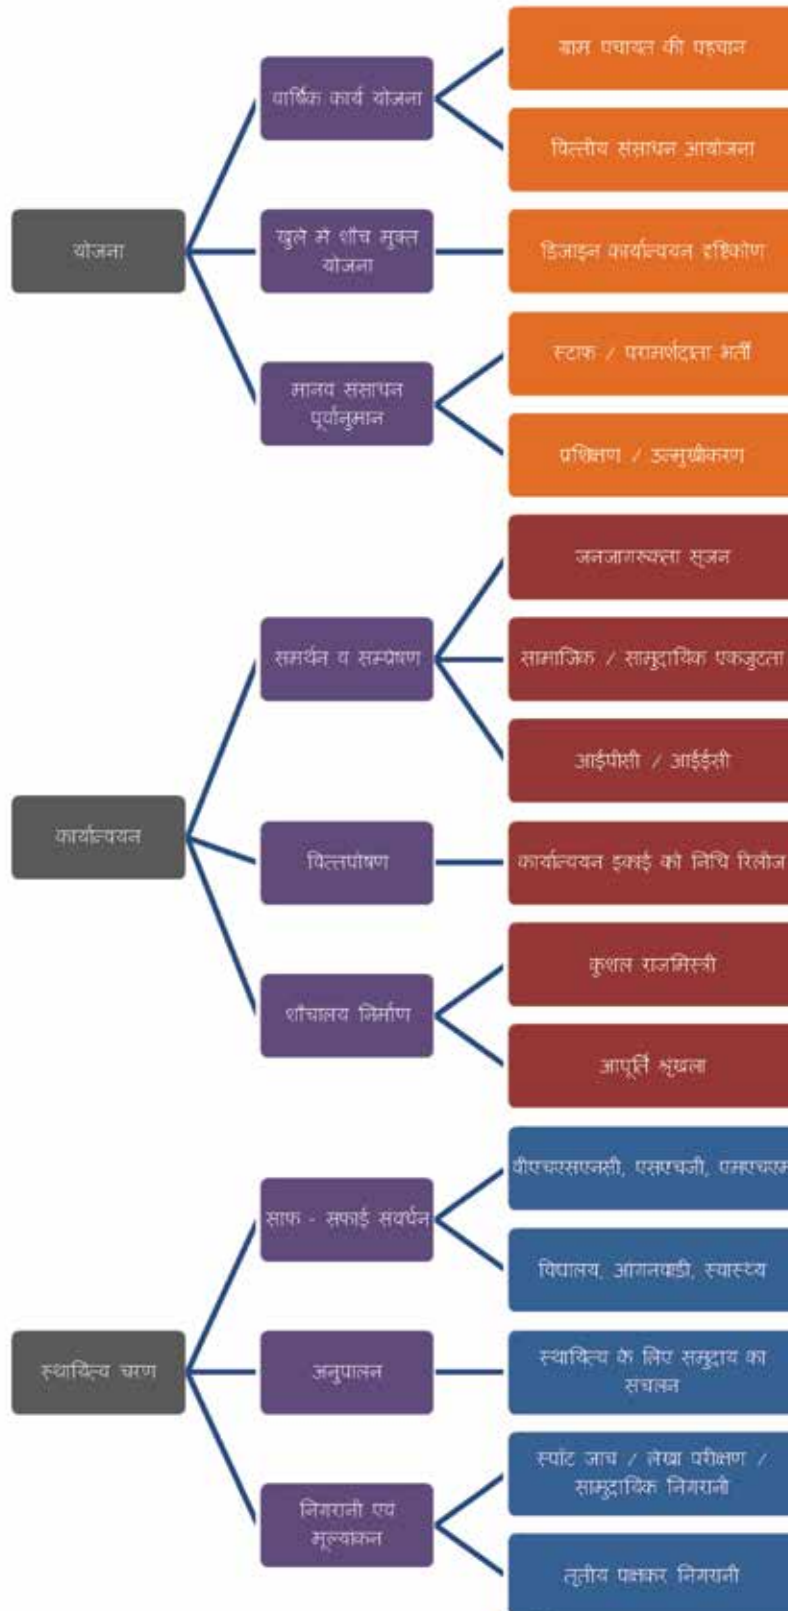 योजना
वार्षिक कार्य योजना
ग्राम पंचायत की पहचान
वित्तीय संसाधन आयोजना
खुले मे शौच मुक्त
योजना
डिजाइन कार्यान्वयन दृष्टिकोण
मानव संसाधन
पूर्वानुमान
स्टाफ / परामर्शदाता भर्ती
प्रशिक्षण / उन्मुखीकरण
कार्यान्वयन
समर्थन व सम्प्रेषण
जनजागरुकता सृजन
सामाजिक / सामुदायिक एकजुटता
आईपीसी / आईईसी
वित्तपोषण
कार्यान्वयन इकाई को निधि रिलीज
शौचालय निर्माण
कुशल राजमिस्त्री
आपूर्ति श्रृंखला
स्थायित्व चरण
साफ - सफाई संवर्धन
वीएचएसएनसी, एसएचजी, एमएचएम
विद्यालय, आंगनवाडी, स्वास्थ्य
अनुपालन
स्थायित्व के लिए समुदाय का
संचलन
निगरानी एवं
मूल्यांकन
स्पॉट जांच / लेखा परीक्षण /
सामुदायिक निगरानी
तृतीय पक्षकर निगरानी